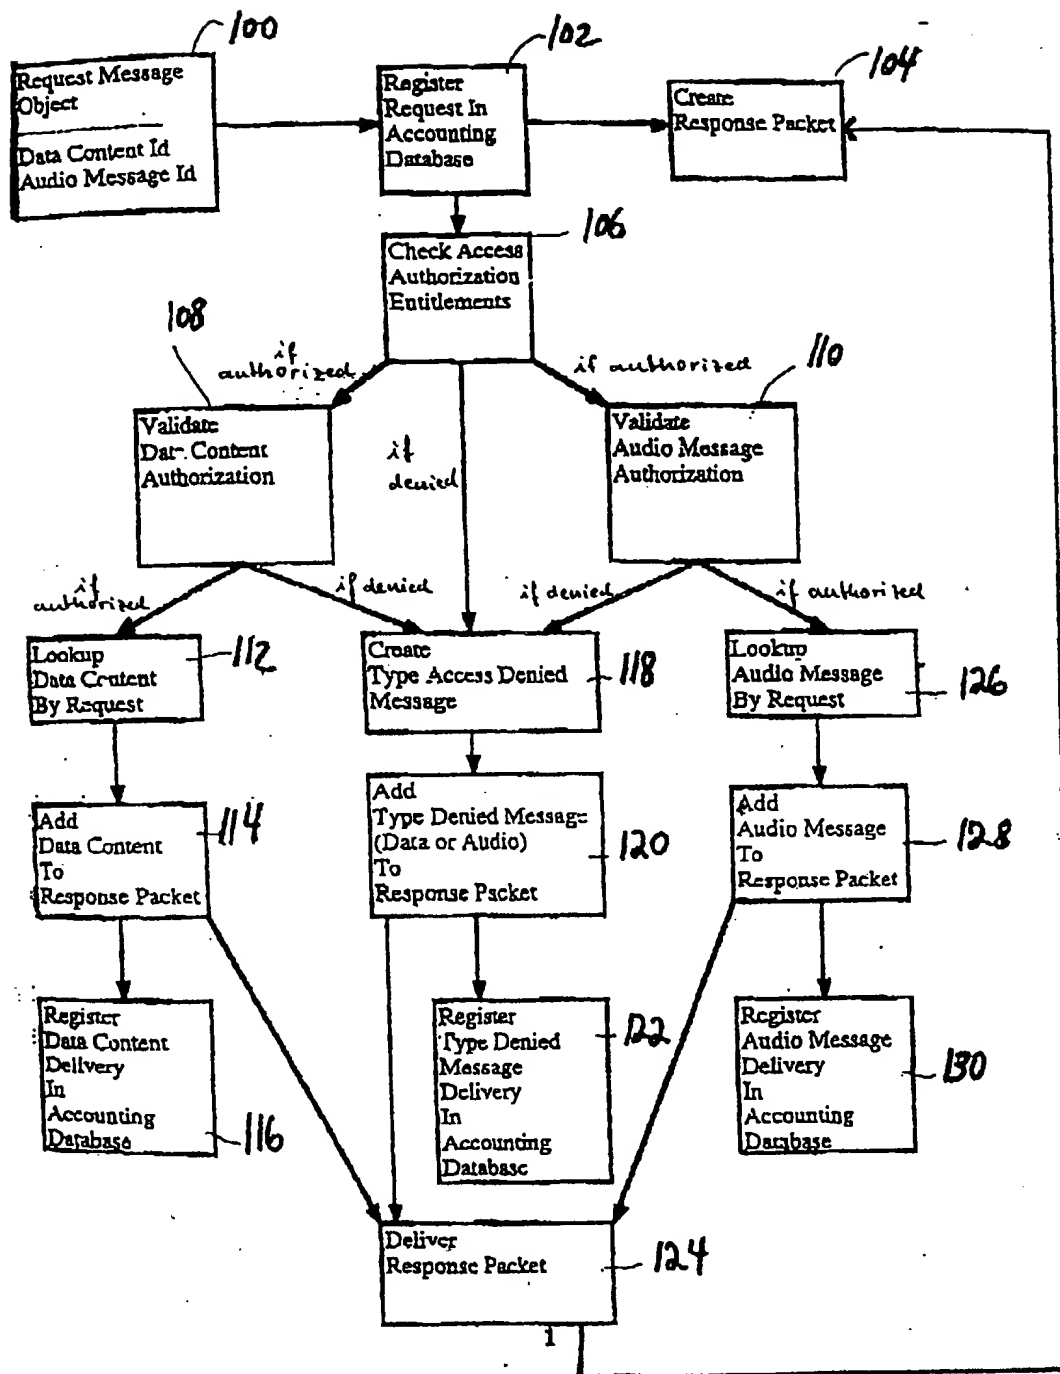 100
102
104
Request Message
Object
Data Content Id
Audio Message Id
Register
Request In
Accounting
Database
Create
Response Packet
106
Check Access
Authorization
Entitlements
108
110
if
authorized
if authorized
if
denied
Validate
Dat. Content
Authorization
Validate
Audio Message
Authorization
if
authorized
if denied
if denied
if authorized
Lookup
Data Content
By Request
112
Create
Type Access Denied
Message
118
Lookup
Audio Message
By Request
126
Add
Data Content
To
Response Packet
114
Add
Type Denied Message
(Data or Audio)
To
Response Packet
120
Add
Audio Message
To
Response Packet
128
Register
Data Content
Delivery
In
Accounting
Database
116
Register
Type Denied
Message
Delivery
In
Accounting
Database
122
Register
Audio Message
Delivery
In
Accounting
Database
130
Deliver
Response Packet
124
1